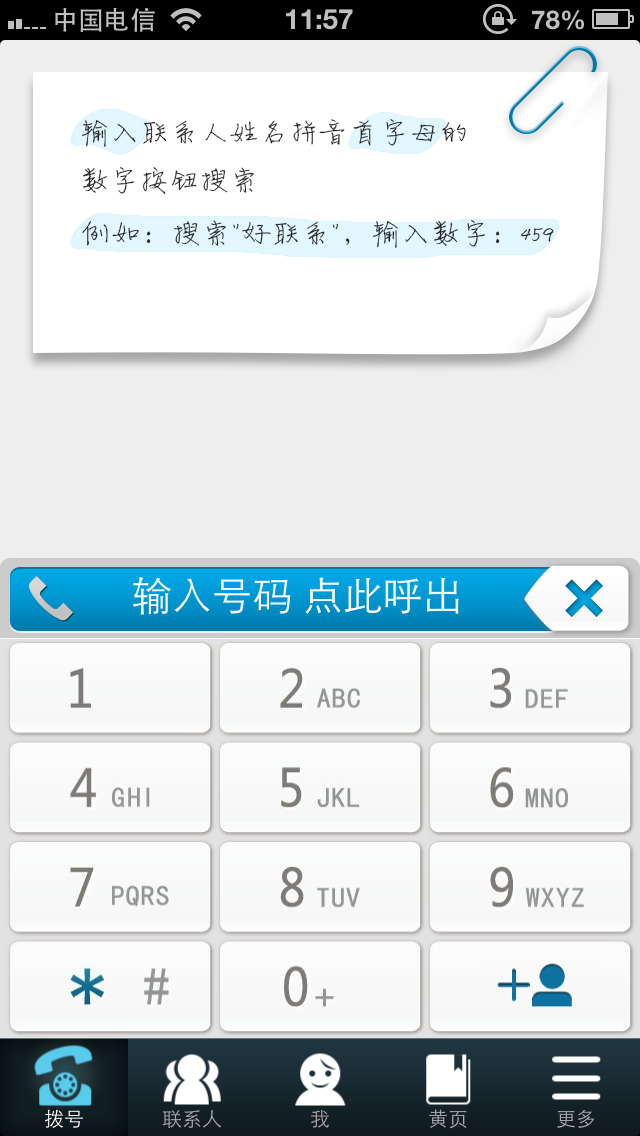 中国电信 11:57 78%
输入联系人姓名拼音首字母的
数字按钮搜索
例如：搜索"好联系"，输入数字：459
输入号码 点此呼出
1 2 ABC 3 DEF
4 GHI 5 JKL 6 MNO
7 PQRS 8 TUV 9 WXYZ
* # 0 + +
拨号 联系人 我 黄页 更多